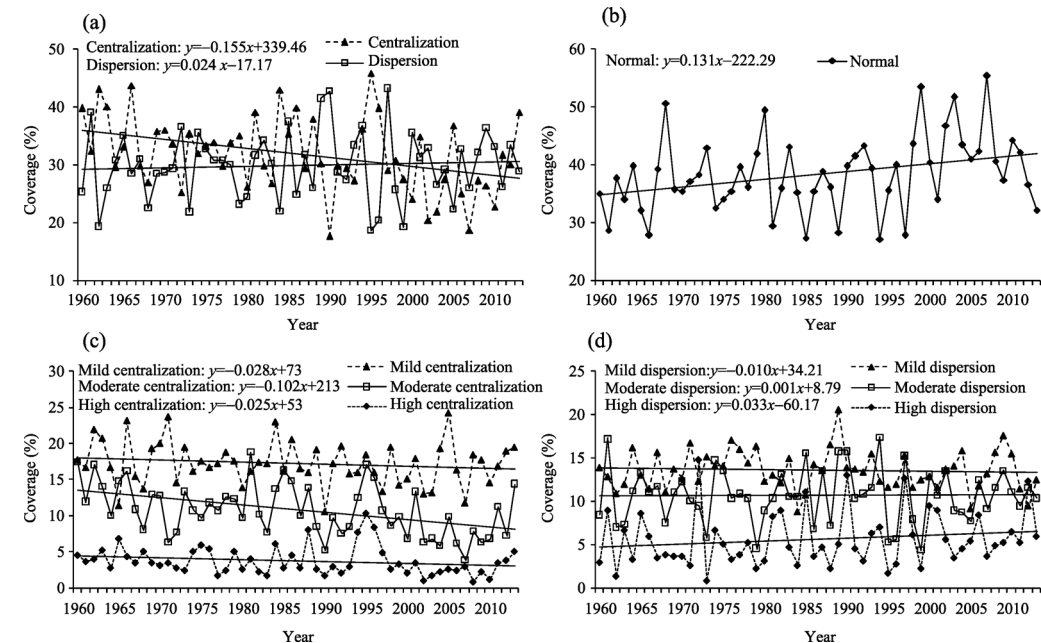 (a)
Centralization: y=−0.155x+339.46
Dispersion: y=0.024 x−17.17
Centralization
Dispersion
50
40
30
20
10
Coverage (%)
1960 1965 1970 1975 1980 1985 1990 1995 2000 2005 2010
Year
(b)
Normal: y=0.131x−222.29
Normal
60
50
40
30
20
Coverage (%)
1960 1965 1970 1975 1980 1985 1990 1995 2000 2005 2010
Year
(c)
Mild centralization: y=−0.028x+73
Moderate centralization: y=−0.102x+213
High centralization: y=−0.025x+53
Mild centralization
Moderate centralization
High centralization
30
25
20
15
10
5
0
Coverage (%)
1960 1965 1970 1975 1980 1985 1990 1995 2000 2005 2010
Year
(d)
Mild dispersion:y=−0.010x+34.21
Moderate dispersion: y=0.001x+8.79
High dispersion: y=0.033x−60.17
Mild dispersion
Moderate dispersion
High dispersion
25
20
15
10
5
0
Coverage (%)
1960 1965 1970 1975 1980 1985 1990 1995 2000 2005 2010
Year